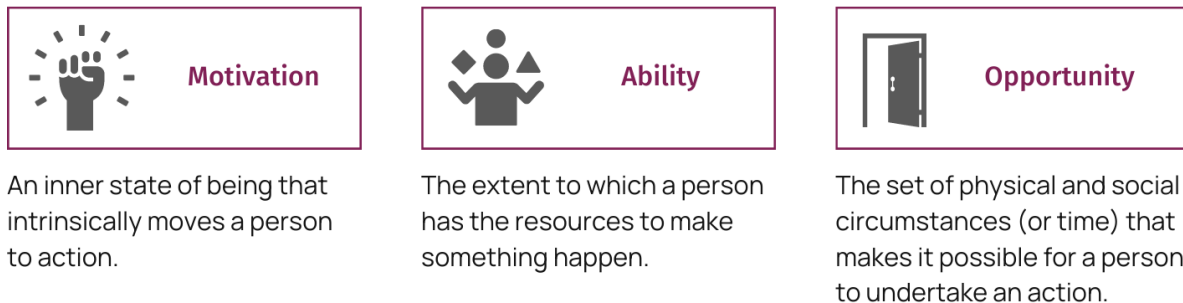 Motivation
An inner state of being that
intrinsically moves a person
to action.
Ability
The extent to which a person
has the resources to make
something happen.
Opportunity
The set of physical and social
circumstances (or time) that
makes it possible for a person
to undertake an action.